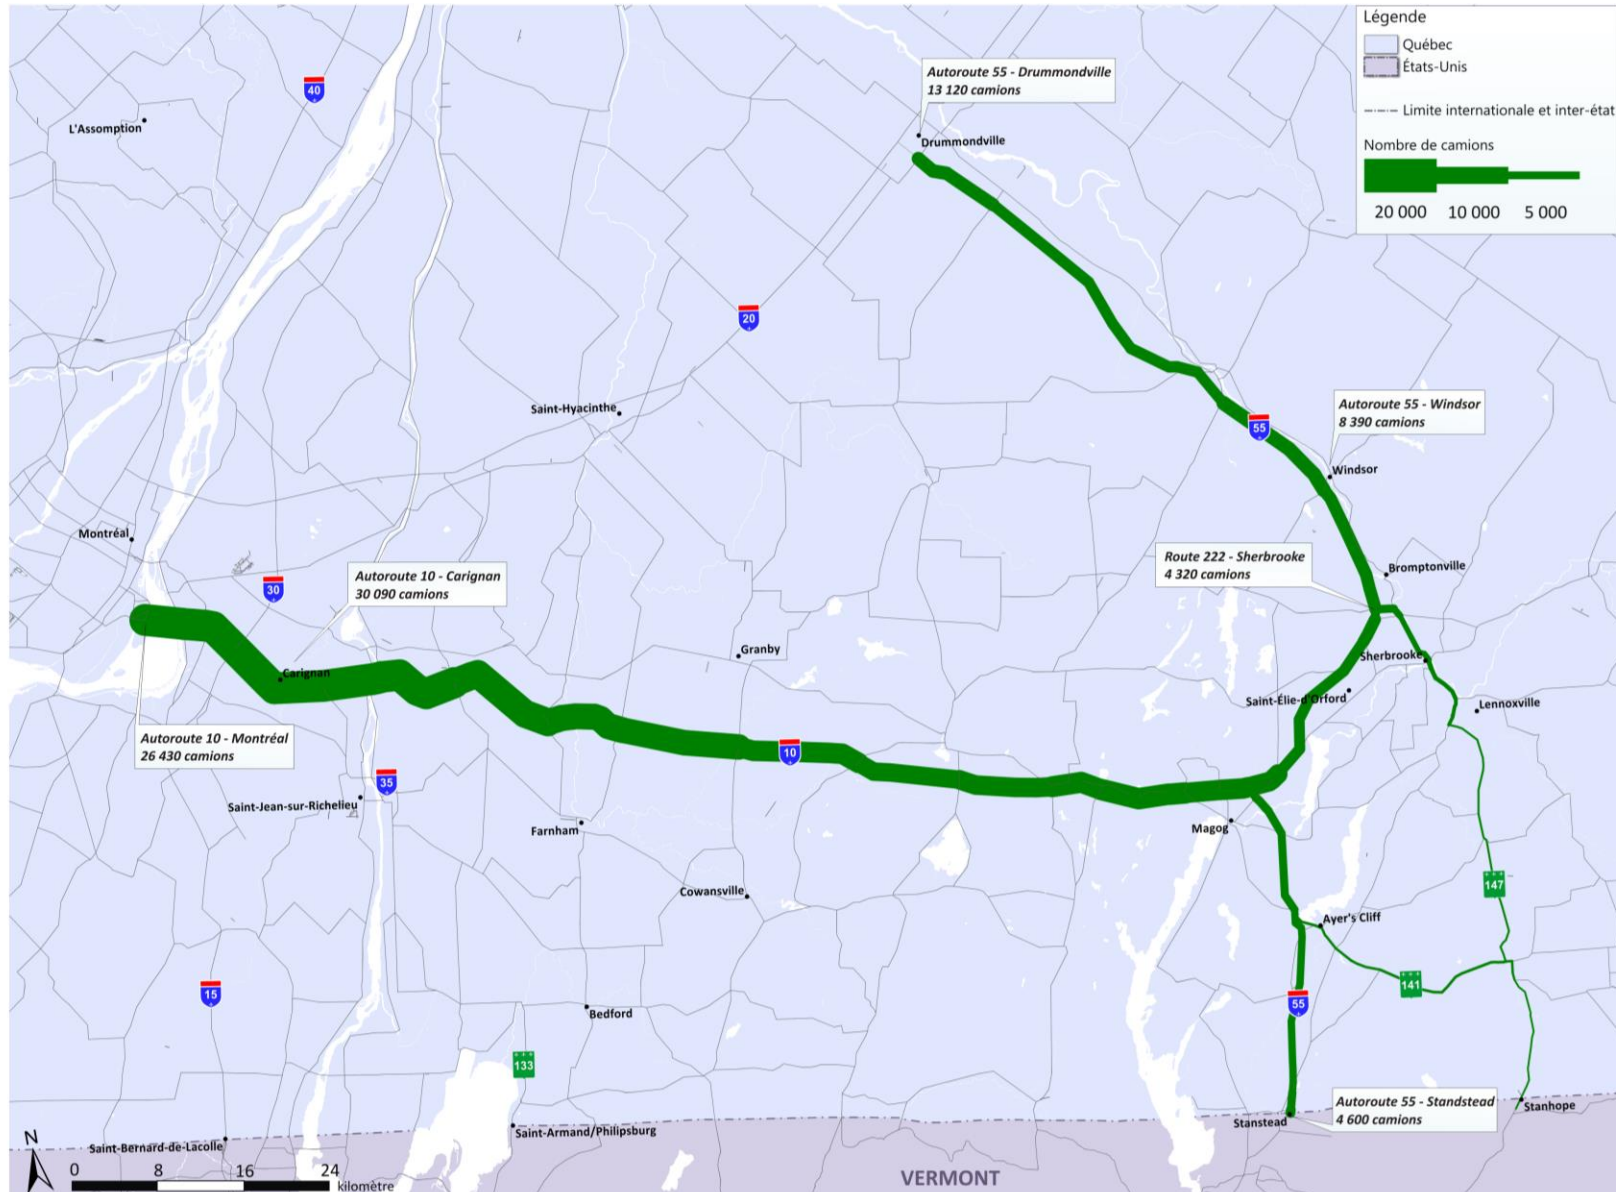 Légende
Québec
États-Unis
Limite internationale et inter-état
Nombre de camions
20 000 10 000 5 000
40
L'Assomption
Autoroute 55 - Drummondville
13 120 camions
Drummondville
20
Saint-Hyacinthe
Autoroute 55 - Windsor
8 390 camions
55
Windsor
Montréal
Route 222 - Sherbrooke
4 320 camions
Bromptonville
30
Autoroute 10 - Carignan
30 090 camions
Carignan
Granby
Sherbrooke
Saint-Élie-d'Orford
Lennoxville
Autoroute 10 - Montréal
26 430 camions
10
35
Saint-Jean-sur-Richelieu
Farnham
Magog
Cowansville
147
Ayer's Cliff
141
15
55
Bedford
133
Autoroute 55 - Standstead
4 600 camions
Stanstead
Stanhope
Saint-Armand/Philipsburg
Saint-Bernard-de-Lacolle
VERMONT
N
0 8 16 24
kilomètre